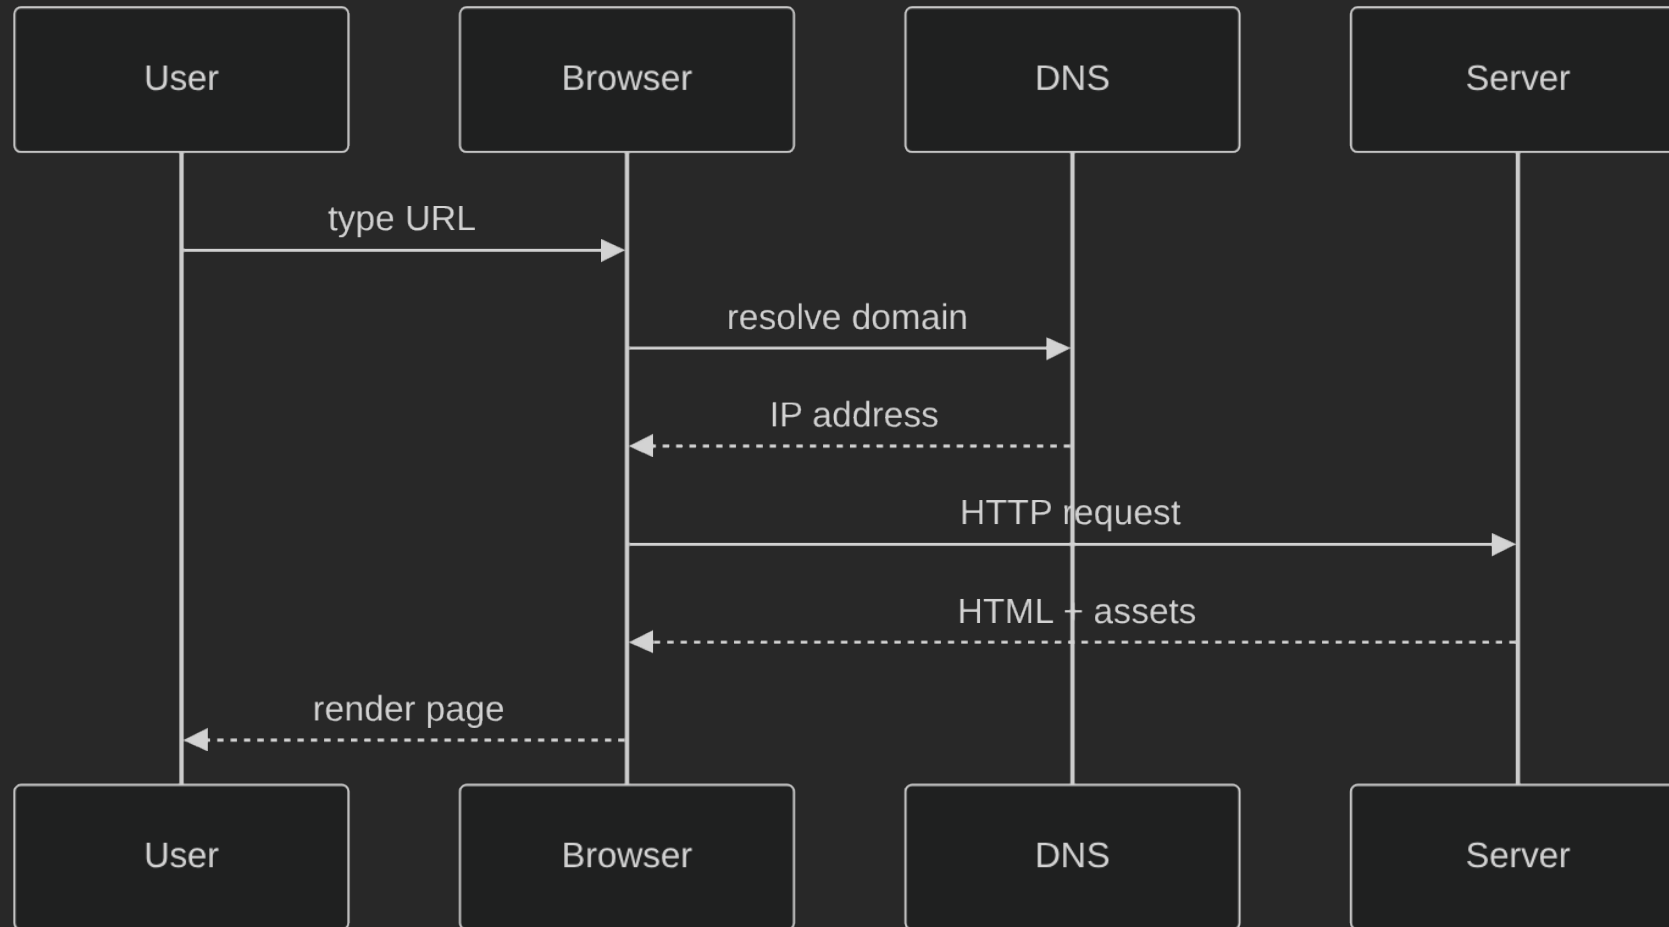 User
Browser
DNS
Server
type URL
resolve domain
IP address
HTTP request
HTML + assets
render page
User
Browser
DNS
Server